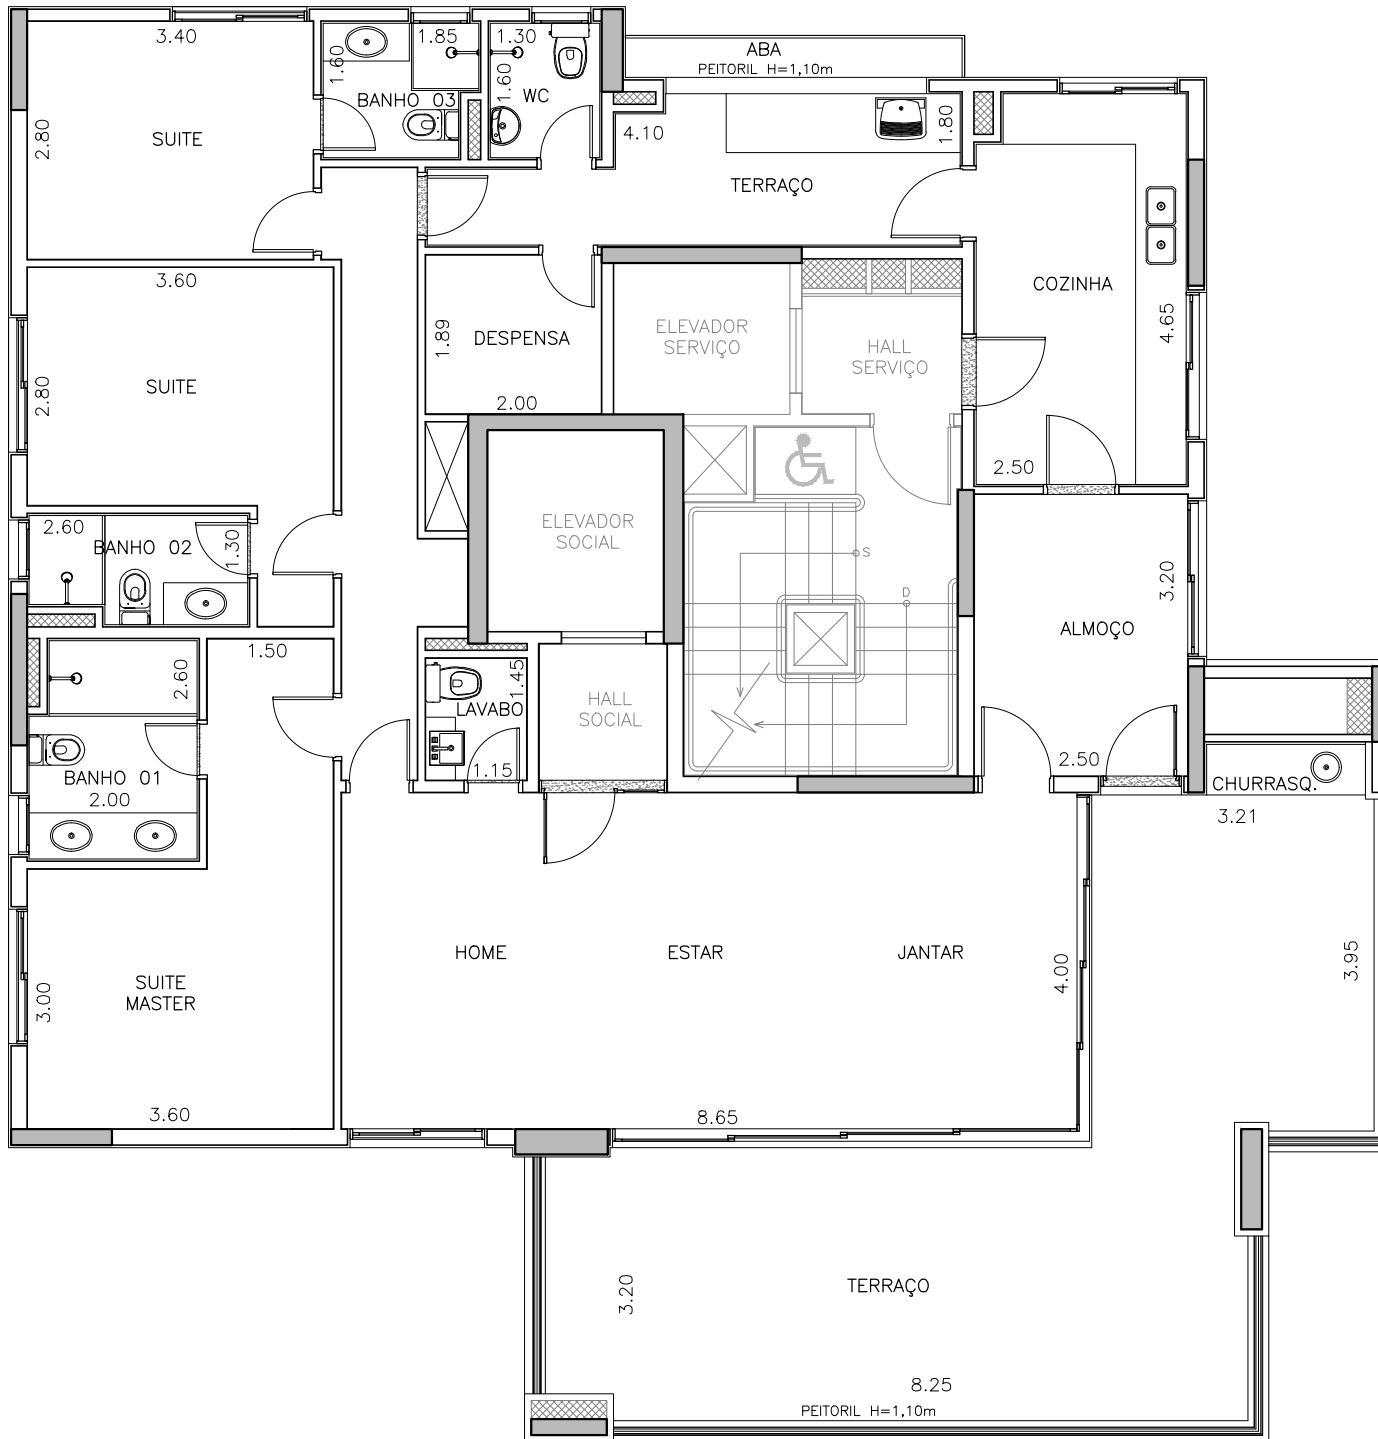 3.40
1.85
1.30
ABA
PEITORIL H=1,10m
1.60
BANHO 03
1.60
WC
2.80
SUITE
4.10
1.80
TERRAÇO
3.60
2.80
SUITE
1.89
DESPENSA
2.00
ELEVADOR
SERVIÇO
HALL
SERVIÇO
COZINHA
4.65
2.50
2.60
BANHO 02
1.30
ELEVADOR
SOCIAL
S
D
3.20
ALMOÇO
2.50
1.50
2.60
BANHO 01
2.00
1.45
LAVABO
1.15
HALL
SOCIAL
CHURRASQ.
3.21
3.95
HOME
ESTAR
JANTAR
4.00
8.65
SUITE
MASTER
3.00
3.60
TERRAÇO
3.20
8.25
PEITORIL H=1,10m